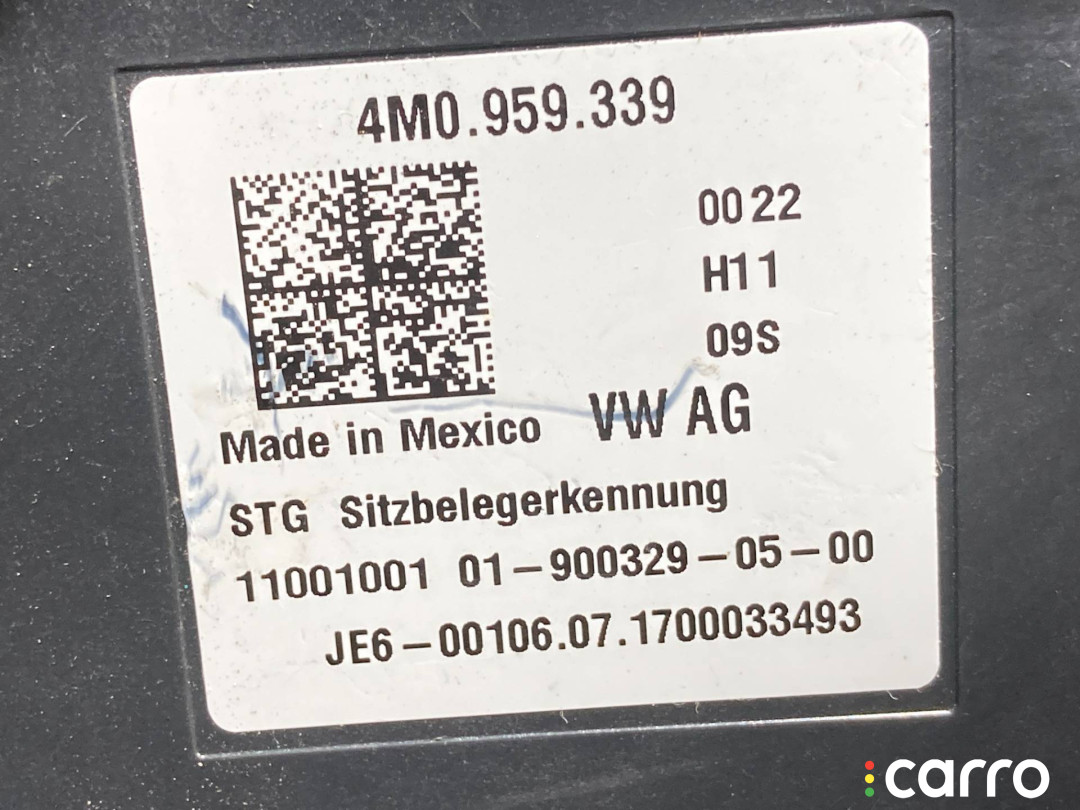 4M0.959.339
0022
H11
09S
Made in Mexico VW AG
STG Sitzbelegerkennung
11001001 01-900329-05-00
JE6-00106.07.1700033493
carro